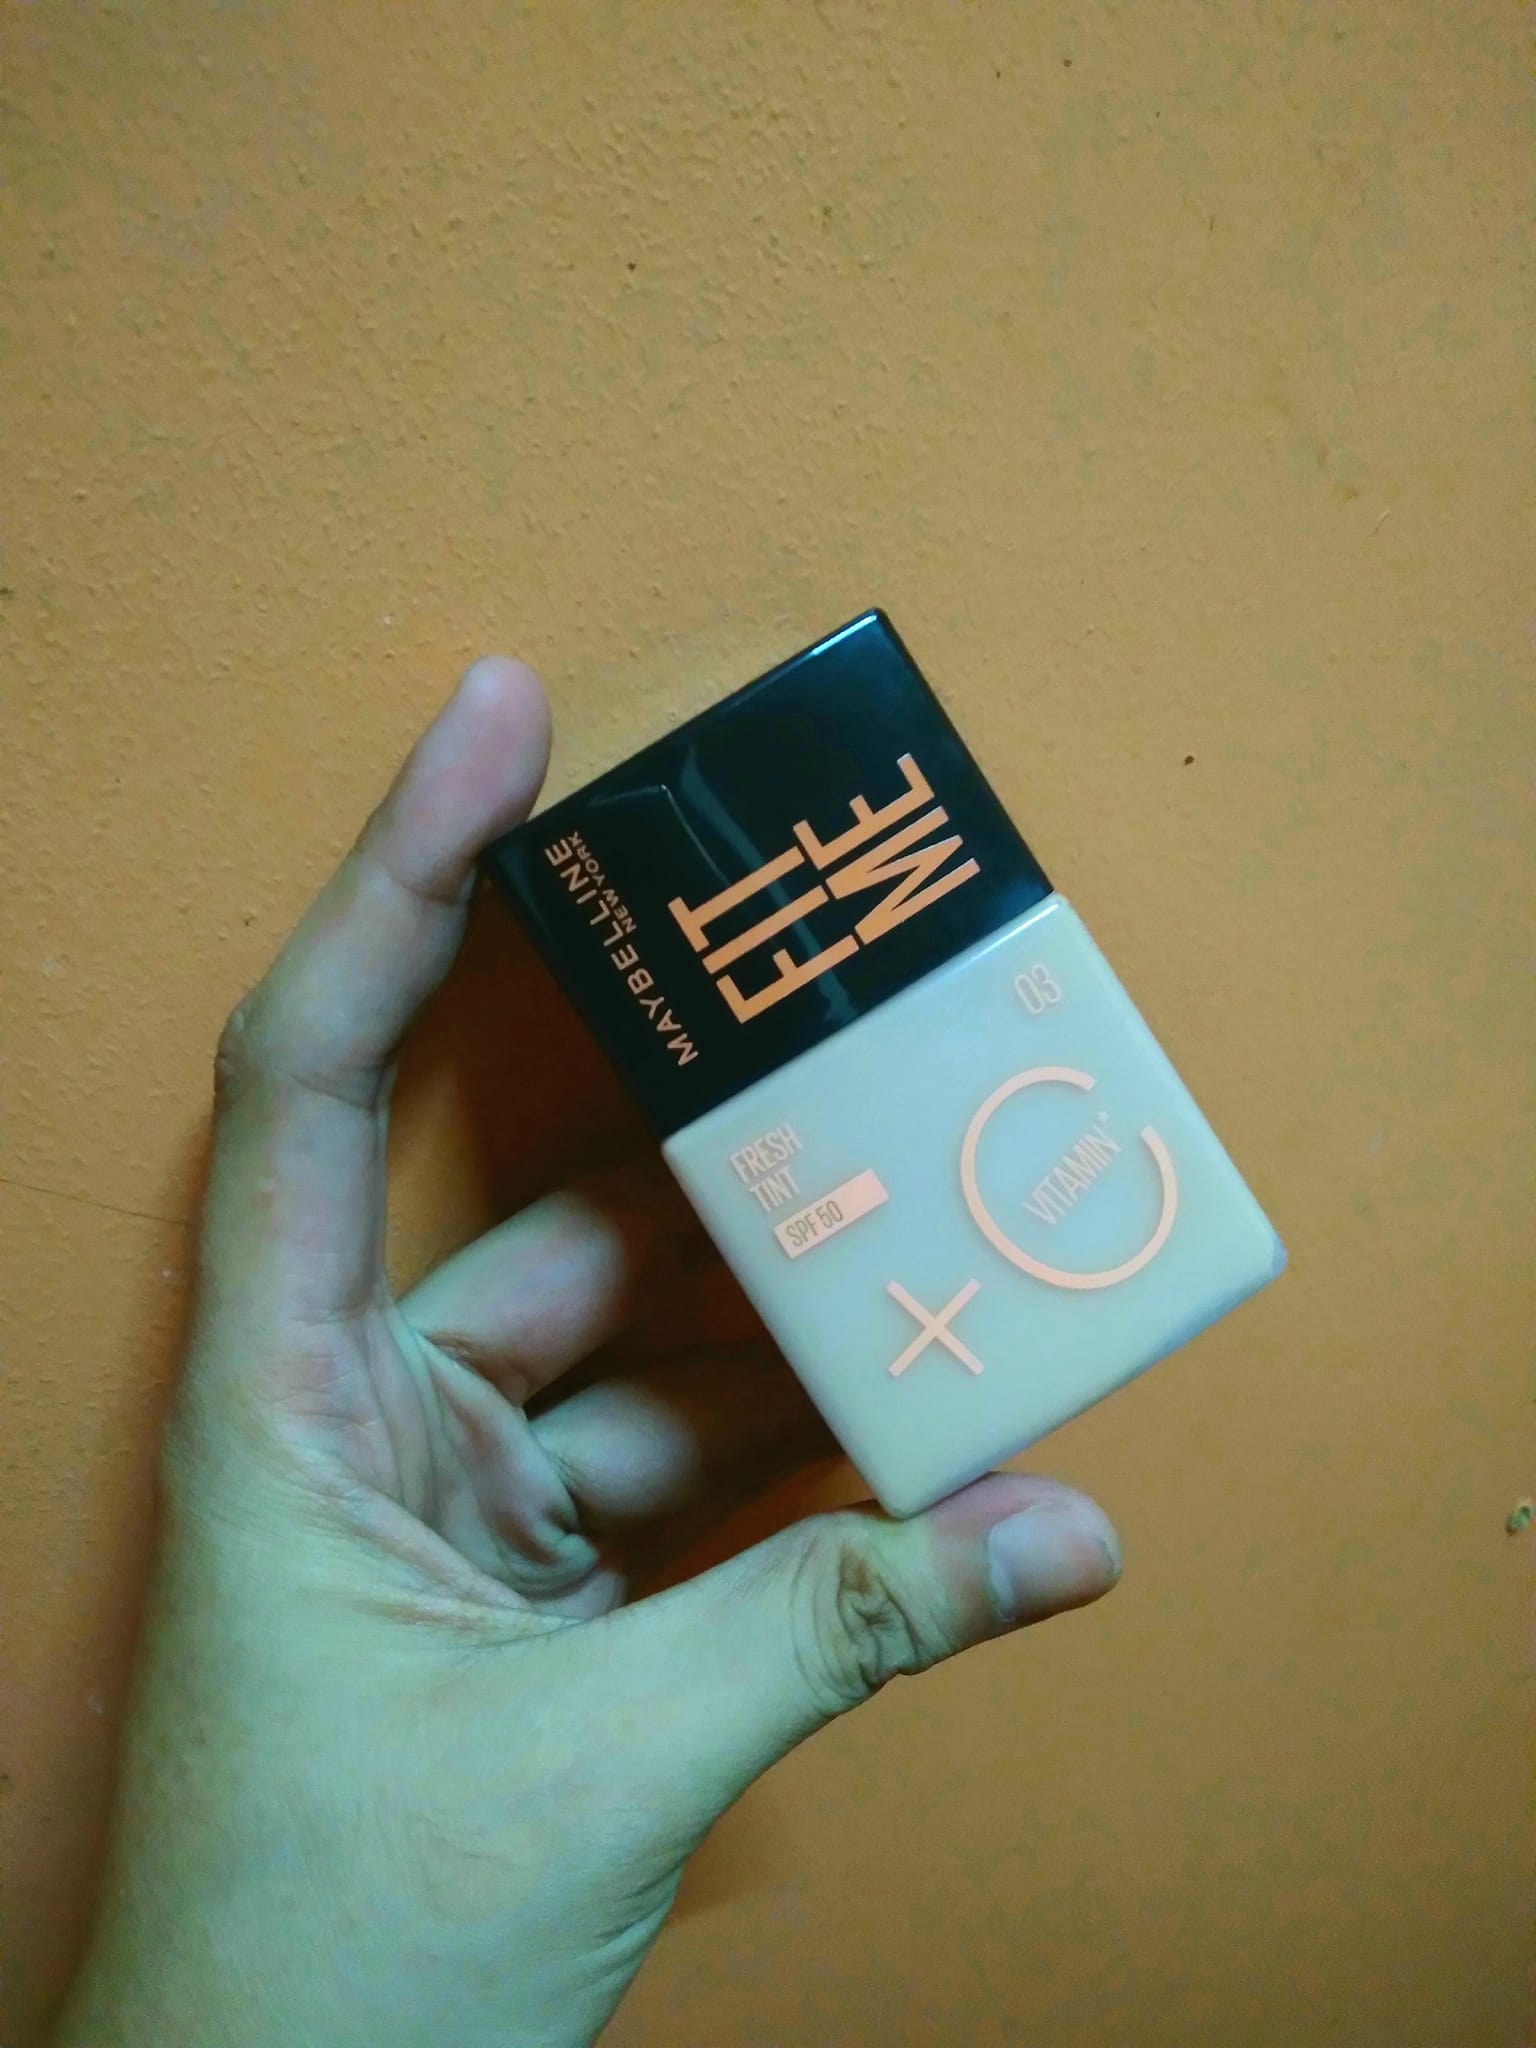 MAYBELLINE
NEW YORK
FIT
ME
FRESH
TINT
SPF 50
03
+ C
VITAMIN*